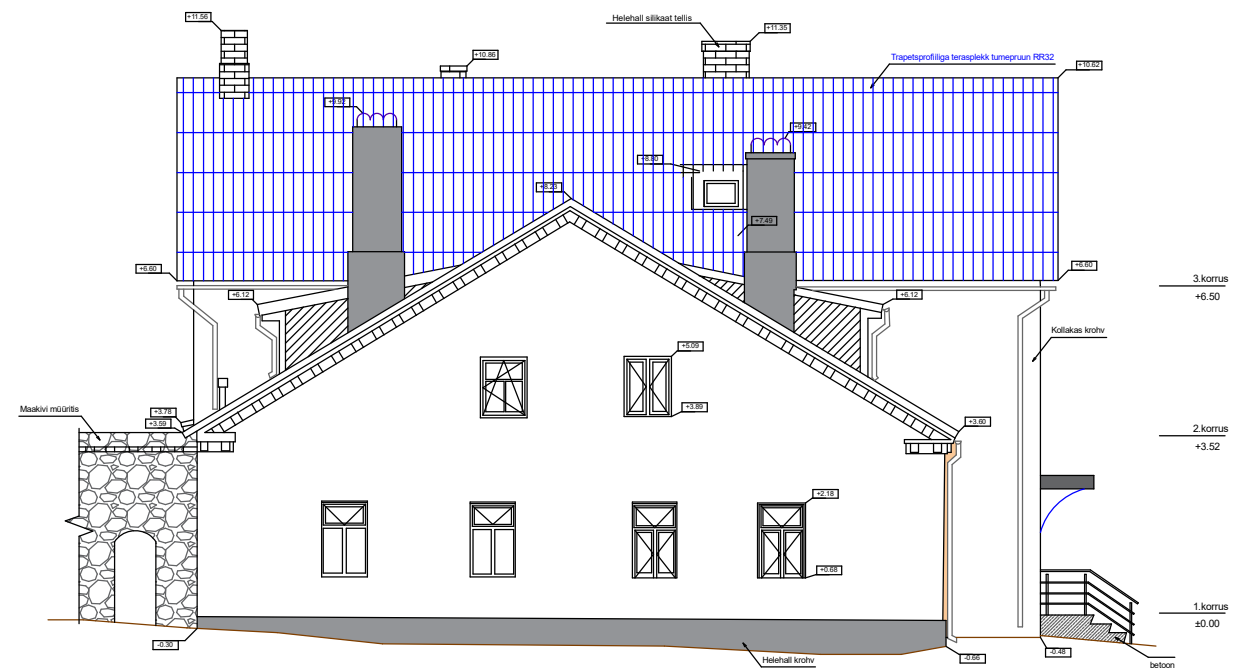 +11.56
Helehall silikaat tellis
+11.35
+10.86
Trapetsprofiiliga terasplekk tumepruun RR32
+10.62
+9.92
+9.42
+8.80
+8.23
+7.49
+6.60
+6.60
3.korrus
+6.50
+6.12
+6.12
Kollakas krohv
+5.09
Maakivi müüritis
+3.78
+3.59
+3.89
+3.60
2.korrus
+3.52
+2.18
+0.68
1.korrus
±0.00
-0.30
Helehall krohv
-0.66
-0.48
betoon